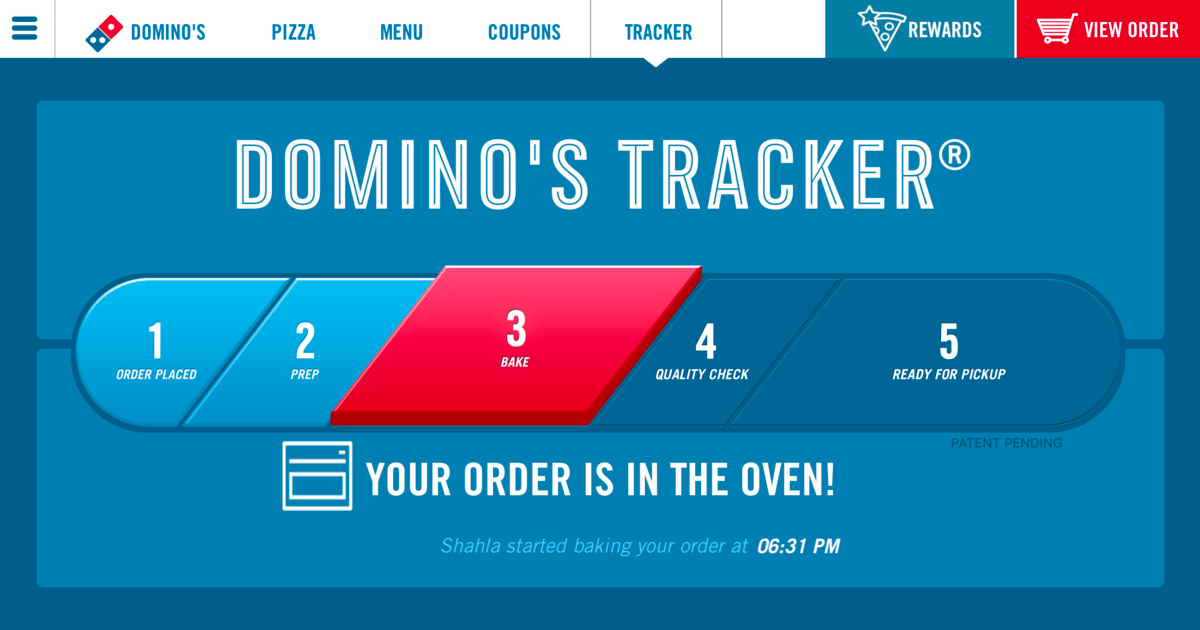 DOMINO'S PIZZA MENU COUPONS TRACKER REWARDS VIEW ORDER
DOMINO'S TRACKER®
1 2 3 4 5
ORDER PLACED PREP BAKE QUALITY CHECK READY FOR PICKUP
PATENT PENDING
YOUR ORDER IS IN THE OVEN!
Shahla started baking your order at 06:31 PM